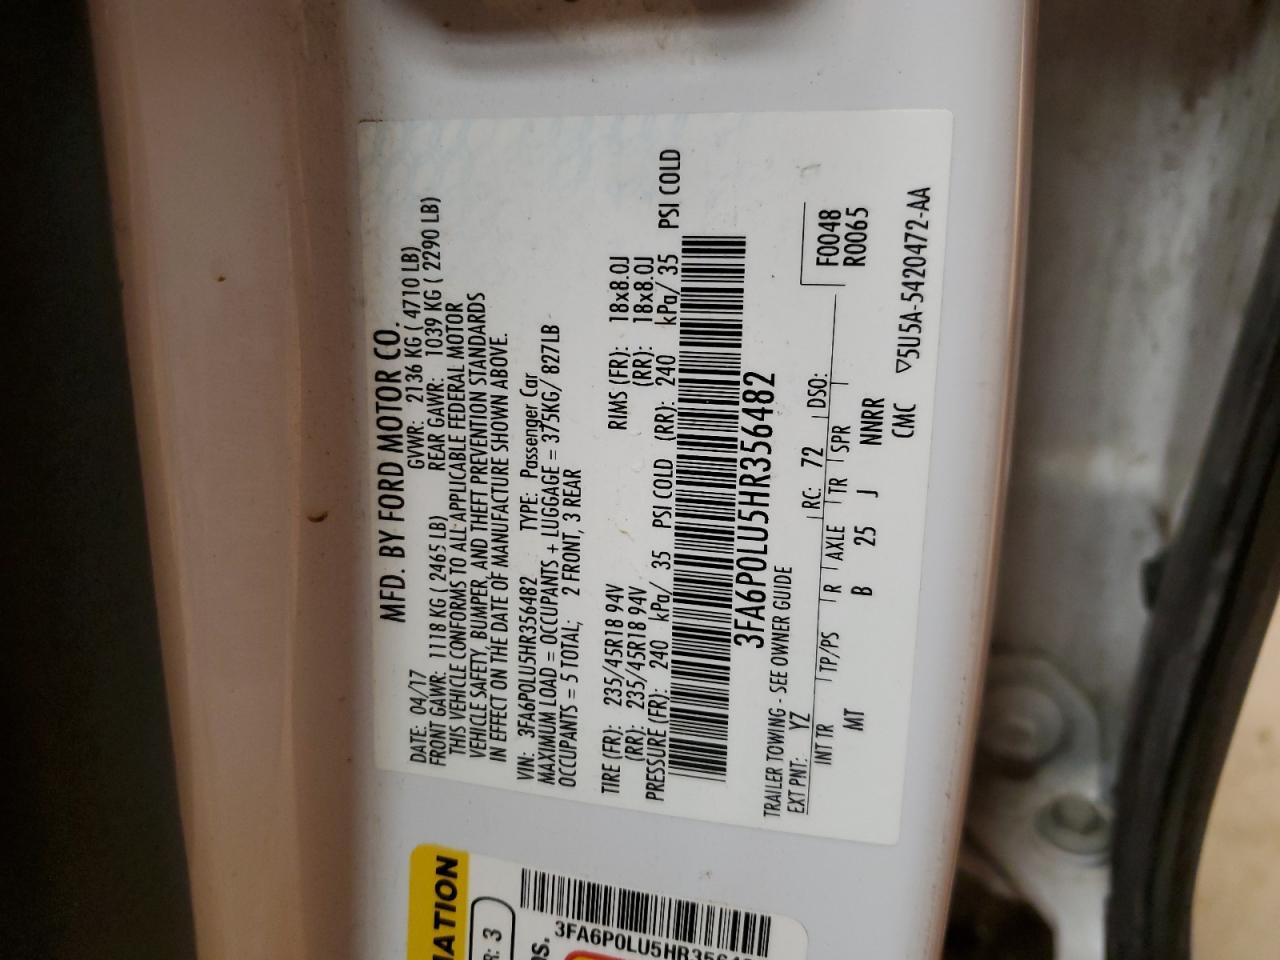 MFD. BY FORD MOTOR CO.
DATE: 04/17 GVWR: 2136 KG ( 4710 LB)
FRONT GAWR: 1118 KG ( 2465 LB) REAR GAWR: 1039 KG ( 2290 LB)
THIS VEHICLE CONFORMS TO ALL APPLICABLE FEDERAL MOTOR
VEHICLE SAFETY, BUMPER, AND THEFT PREVENTION STANDARDS
IN EFFECT ON THE DATE OF MANUFACTURE SHOWN ABOVE.
VIN: 3FA6P0LU5HR356482 TYPE: Passenger Car
MAXIMUM LOAD = OCCUPANTS + LUGGAGE = 375KG/ 827LB
OCCUPANTS = 5 TOTAL; 2 FRONT, 3 REAR
TIRE (FR): 235/45R18 94V RIMS (FR): 18x8.0J
(RR): 235/45R18 94V (RR): 18x8.0J
PRESSURE (FR): 240 kPa/ 35 PSI COLD (RR): 240 kPa/ 35 PSI COLD
3FA6P0LU5HR356482
TRAILER TOWING - SEE OWNER GUIDE
EXT PNT: YZ RC: 72 DSO: F0048
R0065
INT TR TP/PS R AXLE TR SPR
MT B 25 J NNRR
CMC ▽5U5A-5420472-AA
3